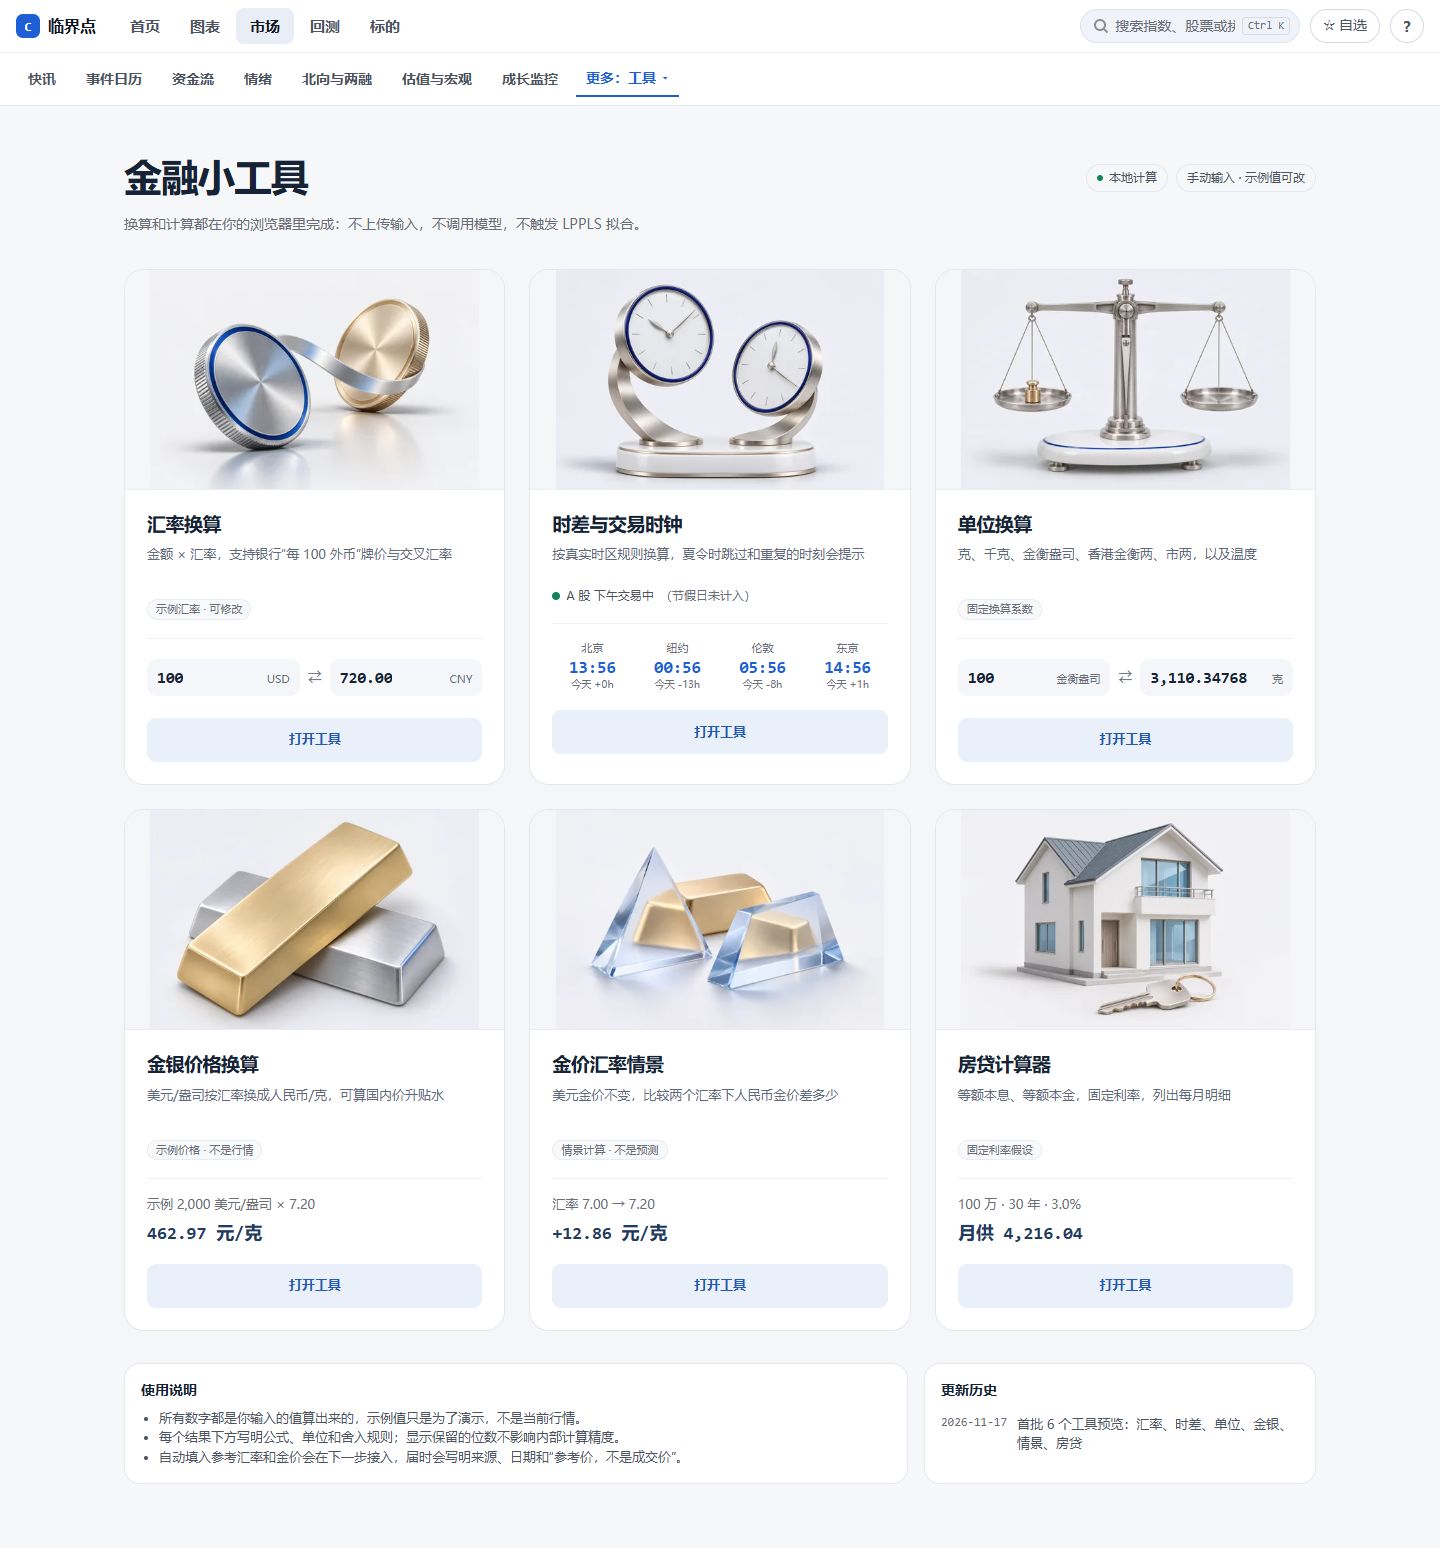 C 临界点 首页 图表 市场 回测 标的 Ctrl K ☆ 自选 ?
搜索指数、股票或
快讯 事件日历 资金流 情绪 北向与两融 估值与宏观 成长监控 更多：工具
金融小工具
本地计算 手动输入 · 示例值可改
换算和计算都在你的浏览器里完成：不上传输入，不调用模型，不触发 LPPLS 拟合。
汇率换算
金额 × 汇率，支持银行“每 100 外币”牌价与交叉汇率
示例汇率 · 可修改
100 USD ⇄ 720.00 CNY
打开工具
时差与交易时钟
按真实时区规则换算，夏令时跳过和重复的时刻会提示
A 股 下午交易中 （节假日未计入）
北京 纽约 伦敦 东京
13:56 00:56 05:56 14:56
今天 +0h 今天 -13h 今天 -8h 今天 +1h
打开工具
单位换算
克、千克、金衡盎司、香港金衡两、市两，以及温度
固定换算系数
100 金衡盎司 ⇄ 3,110.34768 克
打开工具
金银价格换算
美元/盎司按汇率换成人民币/克，可算国内价升贴水
示例价格 · 不是行情
示例 2,000 美元/盎司 × 7.20
462.97 元/克
打开工具
金价汇率情景
美元金价不变，比较两个汇率下人民币金价差多少
情景计算 · 不是预测
汇率 7.00 → 7.20
+12.86 元/克
打开工具
房贷计算器
等额本息、等额本金，固定利率，列出每月明细
固定利率假设
100 万 · 30 年 · 3.0%
月供 4,216.04
打开工具
使用说明
• 所有数字都是你输入的值算出来的，示例值只是为了演示，不是当前行情。
• 每个结果下方写明公式、单位和舍入规则；显示保留的位数不影响内部计算精度。
• 自动填入参考汇率和金价会在下一步接入，届时会写明来源、日期和“参考价，不是成交价”。
更新历史
2026-11-17 首批 6 个工具预览：汇率、时差、单位、金银、
情景、房贷